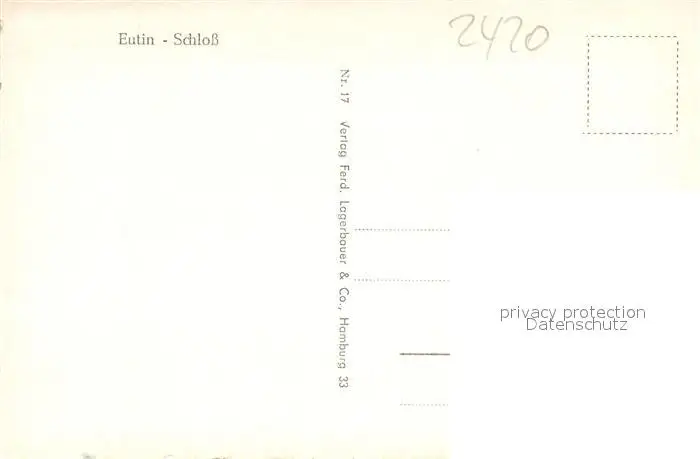 Eutin - Schloß
2420
Nr. 17 Verlag Ferd. Lagerbauer & Co., Hamburg 33
privacy protection
Datenschutz